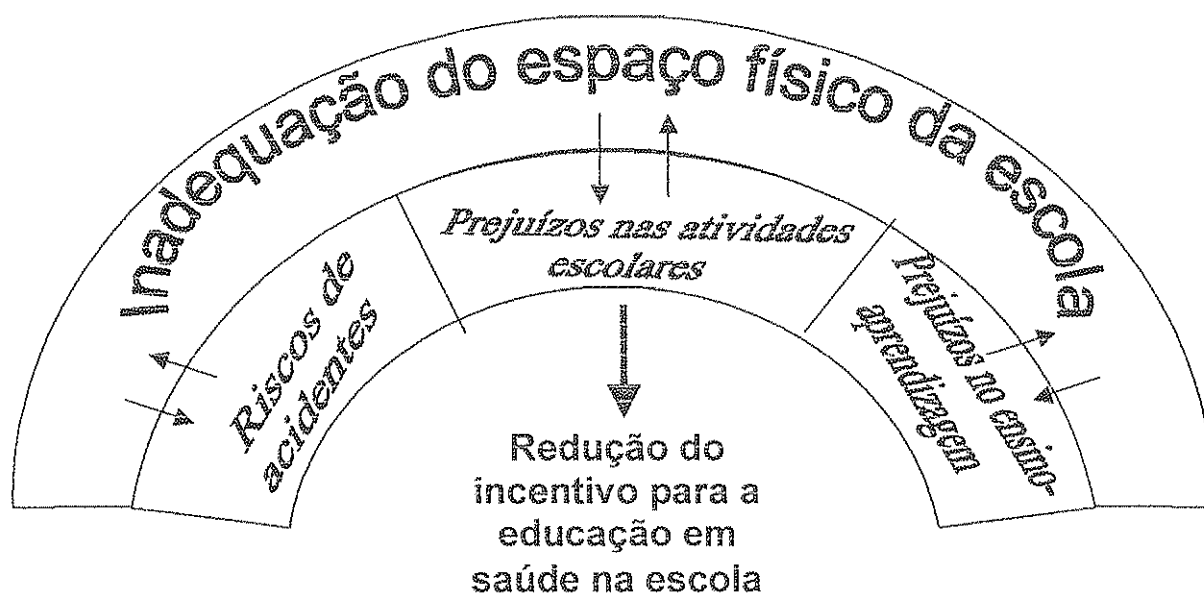 Inadequação do espaço físico da escola
Prejuízos nas atividades
escolares
Riscos de
acidentes
Prejuízos no ensino-
aprendizagem
Redução do
incentivo para a
educação em
saúde na escola